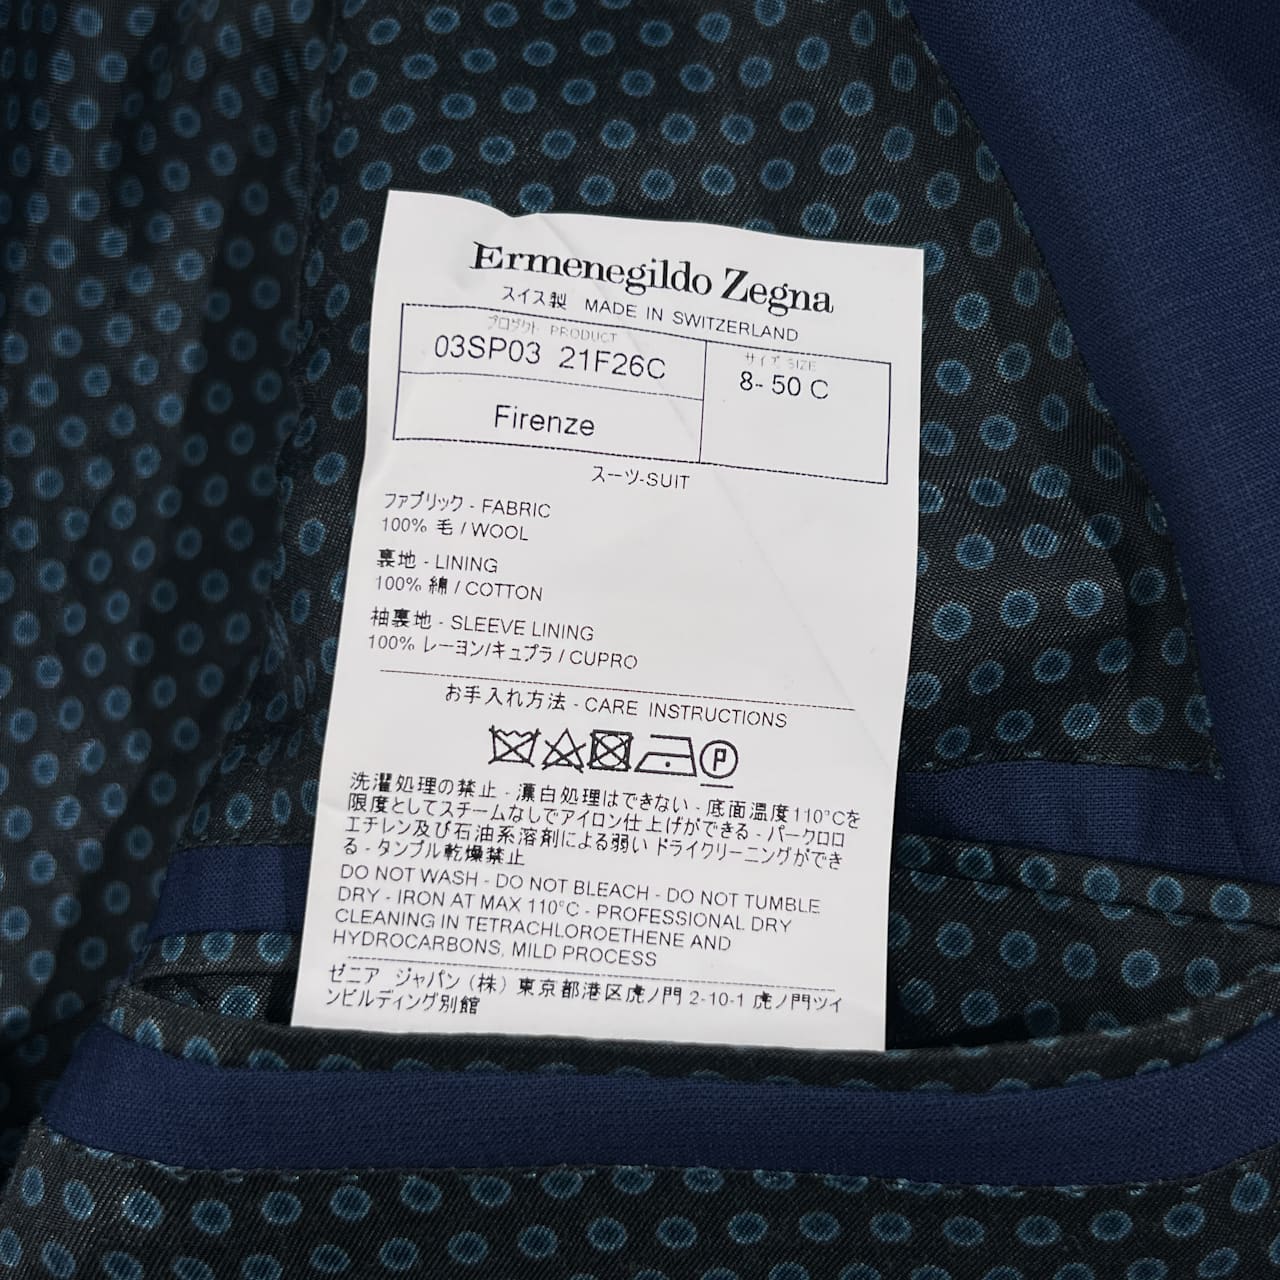 Ermenegildo Zegna
スイス製 MADE IN SWITZERLAND
プロダクト PRODUCT
03SP03 21F26C
Firenze
サイズ SIZE
8- 50 C
スーツ-SUIT
ファブリック - FABRIC
100% 毛 / WOOL
裏地 - LINING
100% 綿 / COTTON
袖裏地 - SLEEVE LINING
100% レーヨン/キュプラ / CUPRO
お手入れ方法 - CARE INSTRUCTIONS
P
洗濯処理の禁止 - 漂白処理はできない - 底面温度110°Cを
限度としてスチームなしでアイロン仕上げができる - パークロロ
エチレン及び石油系溶剤による弱い ドライクリーニングができ
る - タンブル乾燥禁止
DO NOT WASH - DO NOT BLEACH - DO NOT TUMBLE
DRY - IRON AT MAX 110°C - PROFESSIONAL DRY
CLEANING IN TETRACHLOROETHENE AND
HYDROCARBONS, MILD PROCESS
ゼニア ジャパン (株) 東京都港区虎ノ門 2-10-1 虎ノ門ツイ
ンビルディング別館